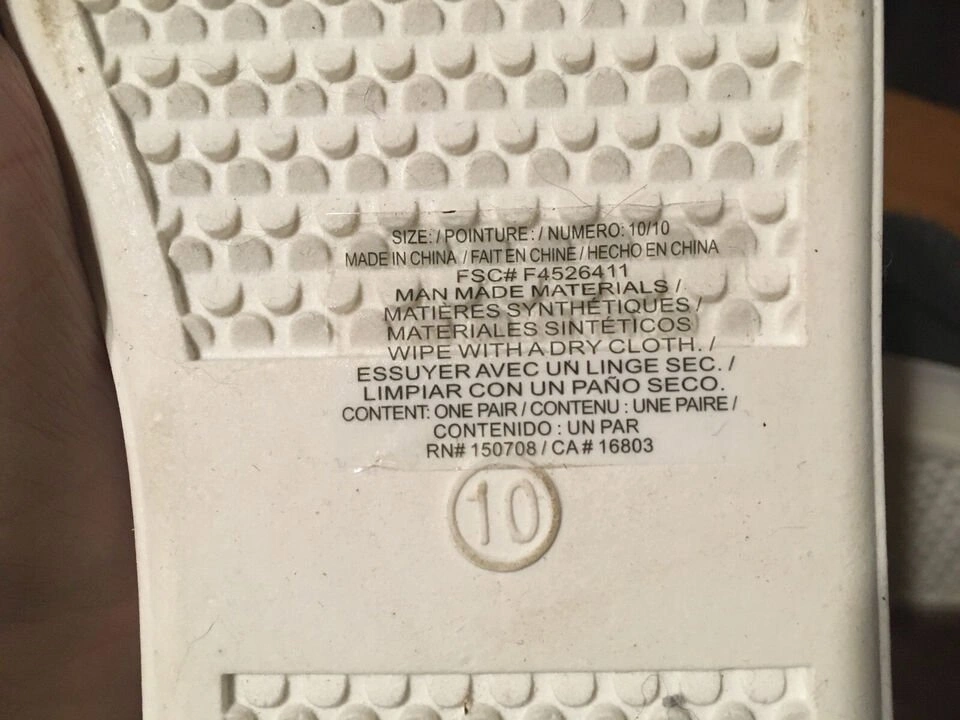 SIZE: / POINTURE : / NUMERO: 10/10
MADE IN CHINA / FAIT EN CHINE / HECHO EN CHINA
FSC# F4526411
MAN MADE MATERIALS /
MATIÈRES SYNTHÉTIQUES /
MATERIALES SINTÉTICOS
WIPE WITH A DRY CLOTH. /
ESSUYER AVEC UN LINGE SEC. /
LIMPIAR CON UN PAÑO SECO.
CONTENT: ONE PAIR / CONTENU : UNE PAIRE /
CONTENIDO : UN PAR
RN# 150708 / CA # 16803
10